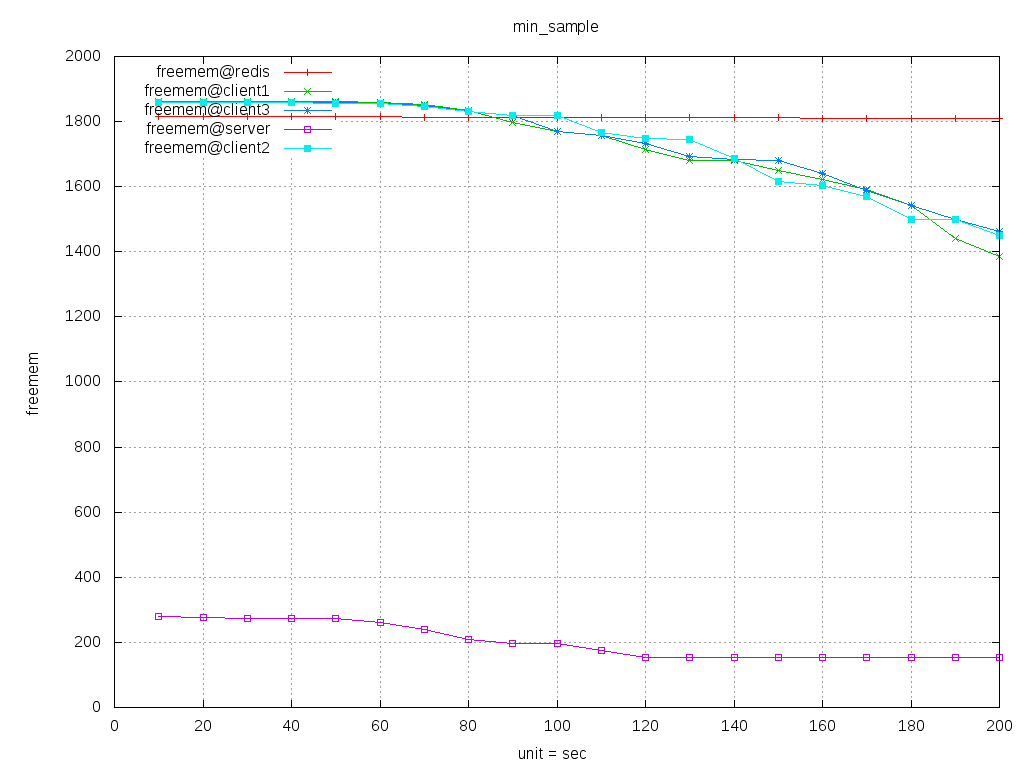 min_sample
2000
1800
1600
1400
1200
1000
800
600
400
200
0
freemem
freemem@redis
freemem@client1
freemem@client3
freemem@server
freemem@client2
0 20 40 60 80 100 120 140 160 180 200
unit = sec